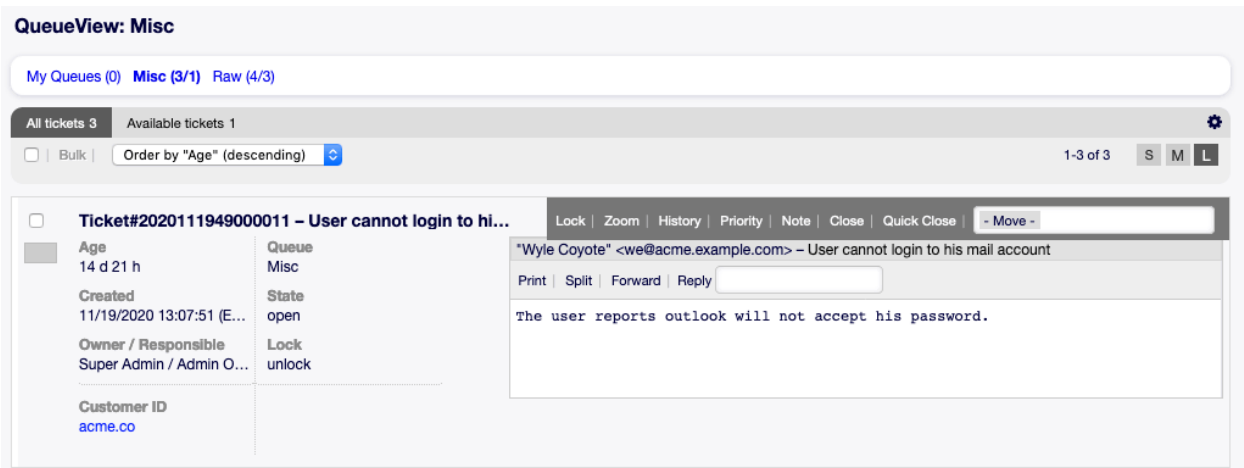 QueueView: Misc
My Queues (0) Misc (3/1) Raw (4/3)
All tickets 3 Available tickets 1
| Bulk | Order by "Age" (descending) 1-3 of 3 S M L
Ticket#2020111949000011 – User cannot login to hi… Lock | Zoom | History | Priority | Note | Close | Quick Close | - Move -
Age Queue
14 d 21 h Misc
Created State
11/19/2020 13:07:51 (E… open
Owner / Responsible Lock
Super Admin / Admin O… unlock
Customer ID
acme.co
"Wyle Coyote" <we@acme.example.com> – User cannot login to his mail account
Print | Split | Forward | Reply
The user reports outlook will not accept his password.